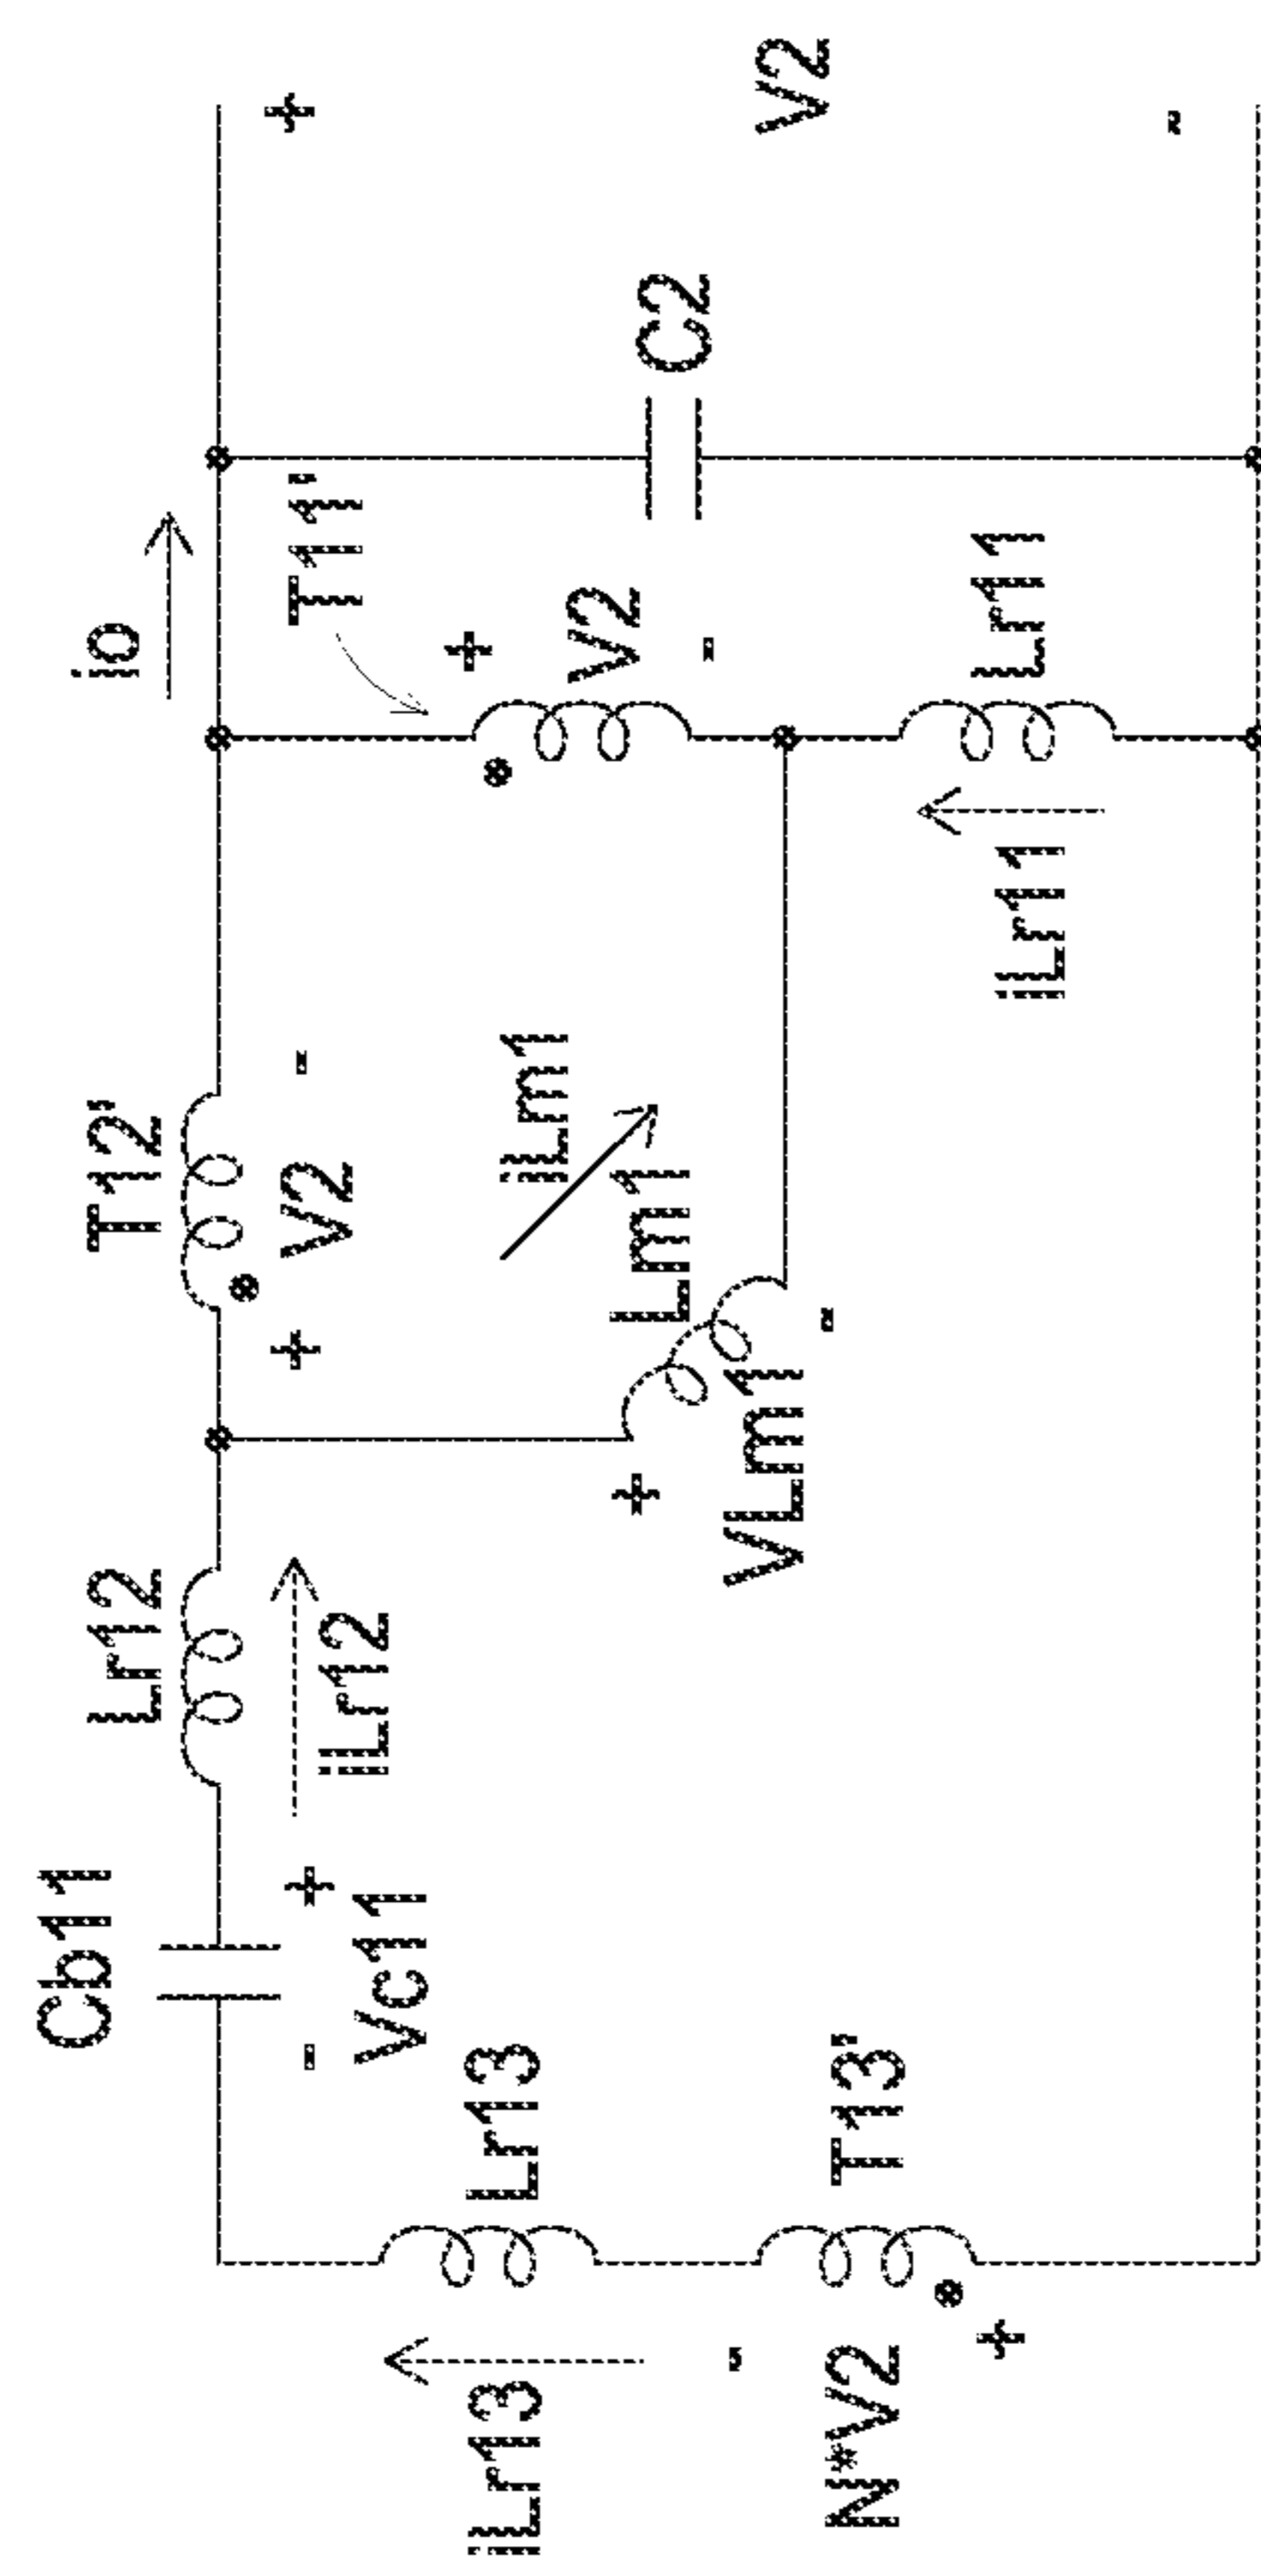 io
+
V2
-
T12'
+
V2
-
T11'
+
V2
-
C2
Cb11
-
Vc11
+
Lr12
iLr12
iLm1
Lm1
+
VLm1
-
Lr11
iLr11
iLr13
Lr13
-
N*V2
+
T13'